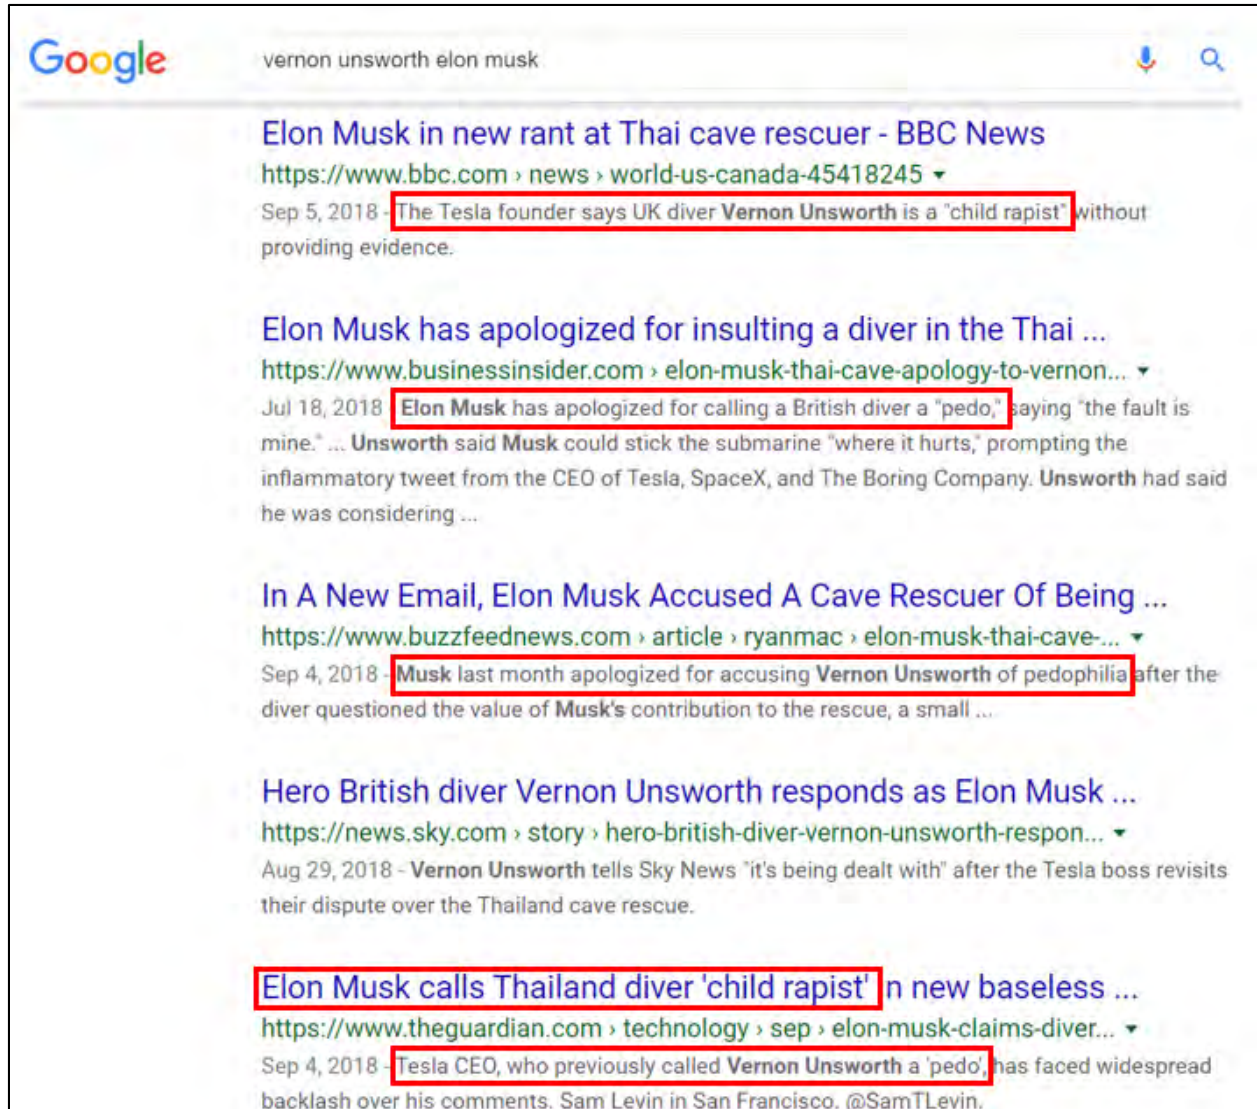 Google vernon unsworth elon musk
Elon Musk in new rant at Thai cave rescuer - BBC News
https://www.bbc.com › news › world-us-canada-45418245
Sep 5, 2018 - The Tesla founder says UK diver Vernon Unsworth is a "child rapist" without
providing evidence.
Elon Musk has apologized for insulting a diver in the Thai ...
https://www.businessinsider.com › elon-musk-thai-cave-apology-to-vernon...
Jul 18, 2018 Elon Musk has apologized for calling a British diver a "pedo," saying "the fault is
mine." ... Unsworth said Musk could stick the submarine "where it hurts," prompting the
inflammatory tweet from the CEO of Tesla, SpaceX, and The Boring Company. Unsworth had said
he was considering ...
In A New Email, Elon Musk Accused A Cave Rescuer Of Being ...
https://www.buzzfeednews.com › article › ryanmac › elon-musk-thai-cave-...
Sep 4, 2018 - Musk last month apologized for accusing Vernon Unsworth of pedophilia after the
diver questioned the value of Musk's contribution to the rescue, a small ...
Hero British diver Vernon Unsworth responds as Elon Musk ...
https://news.sky.com › story › hero-british-diver-vernon-unsworth-respon...
Aug 29, 2018 - Vernon Unsworth tells Sky News "it's being dealt with" after the Tesla boss revisits
their dispute over the Thailand cave rescue.
Elon Musk calls Thailand diver 'child rapist' in new baseless ...
https://www.theguardian.com › technology › sep › elon-musk-claims-diver...
Sep 4, 2018 - Tesla CEO, who previously called Vernon Unsworth a 'pedo', has faced widespread
backlash over his comments. Sam Levin in San Francisco. @SamTLevin.